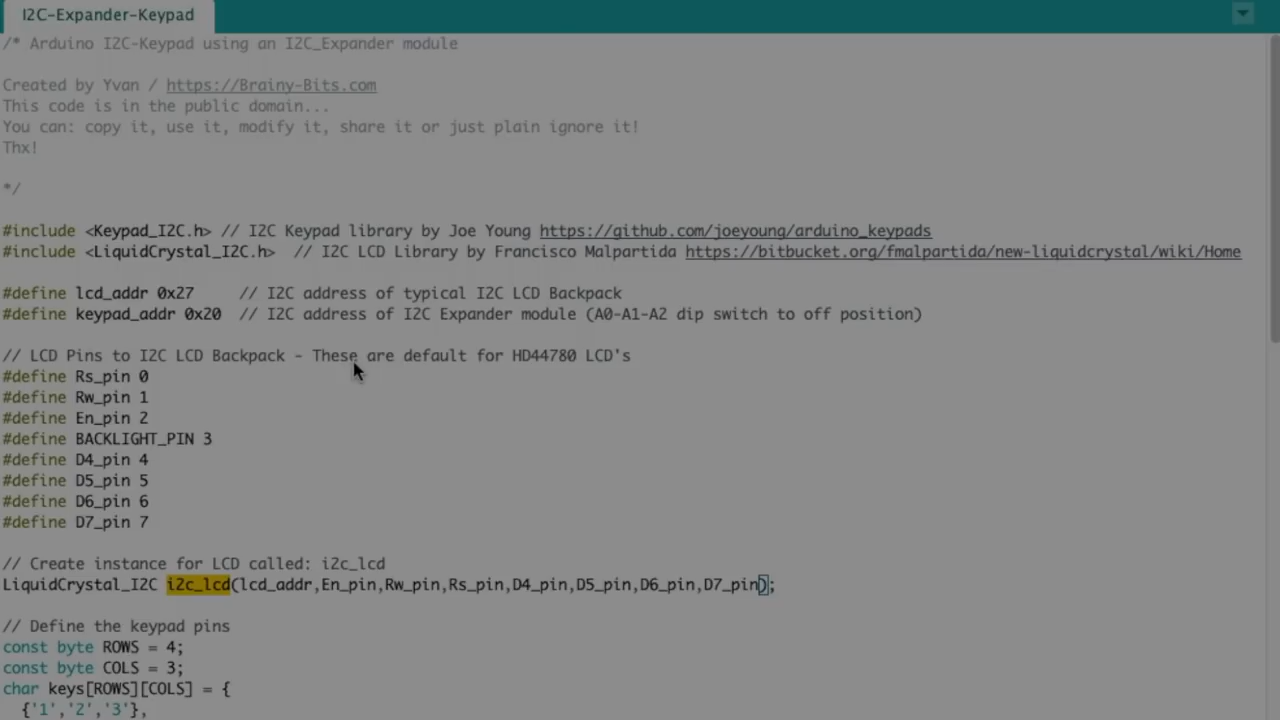 I2C-Expander-Keypad
/* Arduino I2C-Keypad using an I2C_Expander module
Created by Yvan / https://Brainy-Bits.com
This code is in the public domain...
You can: copy it, use it, modify it, share it or just plain ignore it!
Thx!
*/
#include <Keypad_I2C.h> // I2C Keypad library by Joe Young https://github.com/joeyoung/arduino_keypads
#include <LiquidCrystal_I2C.h>  // I2C LCD Library by Francisco Malpartida https://bitbucket.org/fmalpartida/new-liquidcrystal/wiki/Home
#define lcd_addr 0x27     // I2C address of typical I2C LCD Backpack
#define keypad_addr 0x20  // I2C address of I2C Expander module (A0-A1-A2 dip switch to off position)
// LCD Pins to I2C LCD Backpack - These are default for HD44780 LCD's
#define Rs_pin 0
#define Rw_pin 1
#define En_pin 2
#define BACKLIGHT_PIN 3
#define D4_pin 4
#define D5_pin 5
#define D6_pin 6
#define D7_pin 7
// Create instance for LCD called: i2c_lcd
LiquidCrystal_I2C i2c_lcd(lcd_addr,En_pin,Rw_pin,Rs_pin,D4_pin,D5_pin,D6_pin,D7_pin);
// Define the keypad pins
const byte ROWS = 4;
const byte COLS = 3;
char keys[ROWS][COLS] = {
  {'1','2','3'},